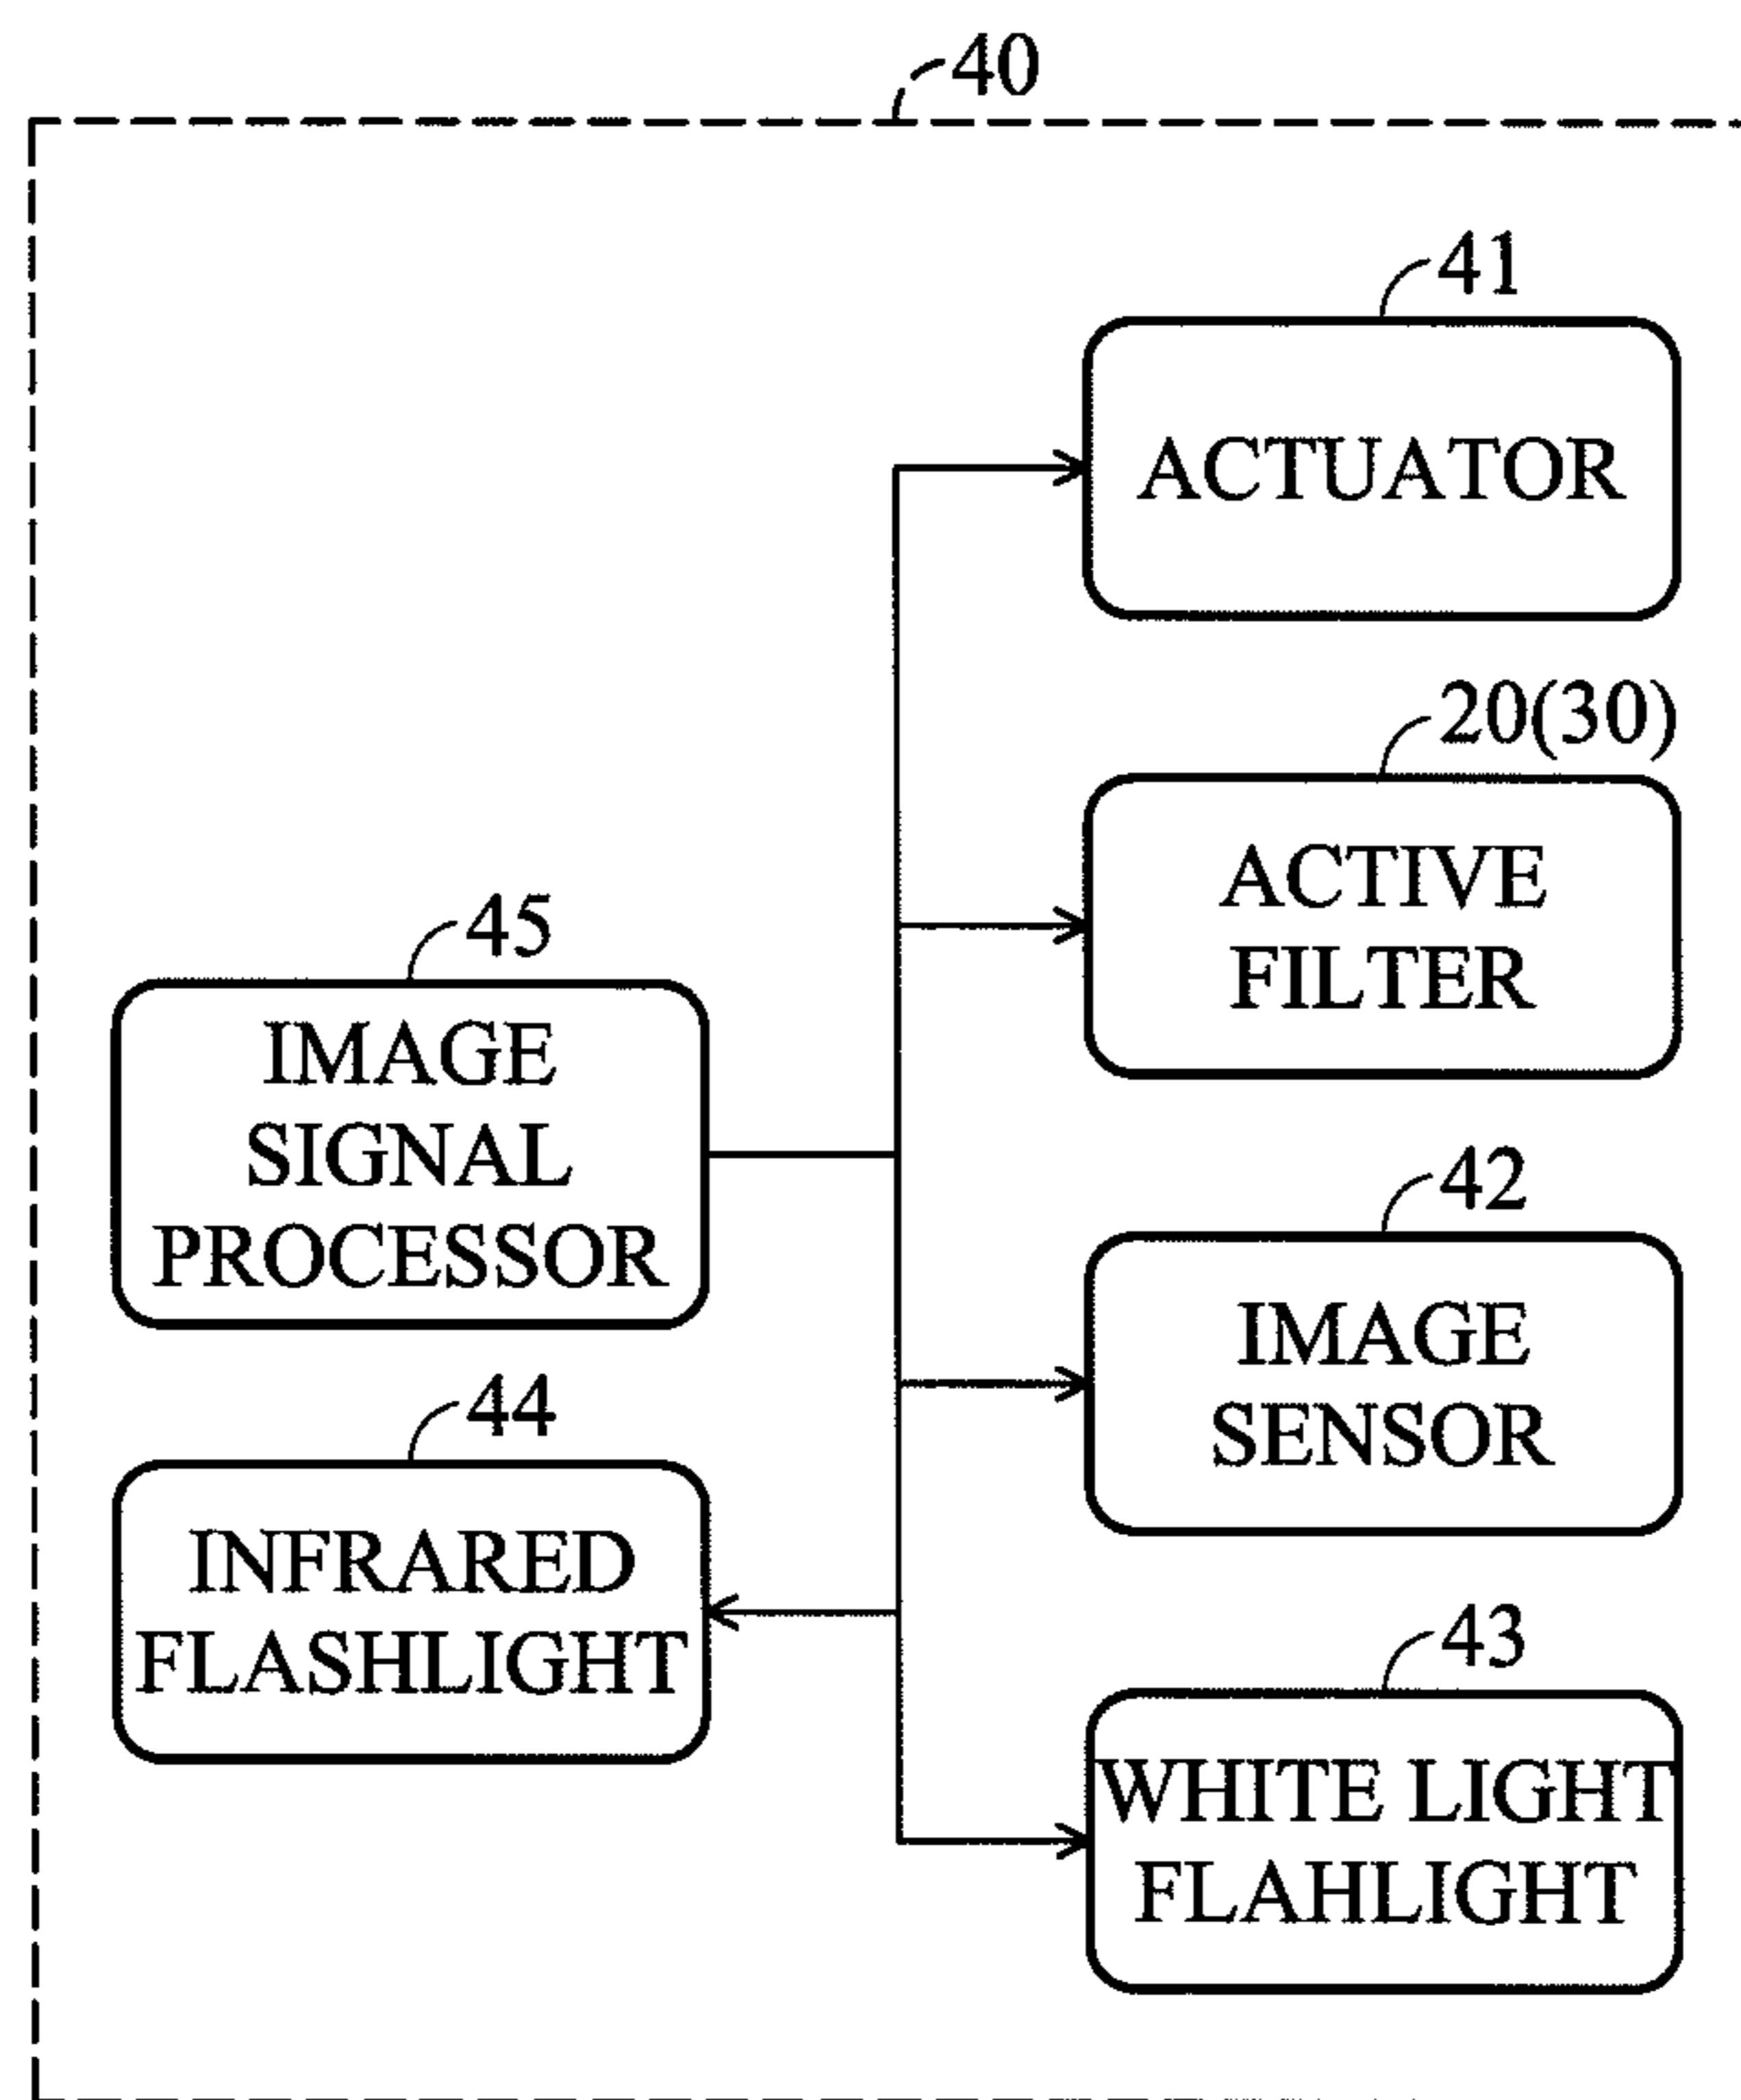 40
41
ACTUATOR
20(30)
ACTIVE
FILTER
45
IMAGE
SIGNAL
PROCESSOR
42
IMAGE
SENSOR
44
INFRARED
FLASHLIGHT
43
WHITE LIGHT
FLAHLIGHT